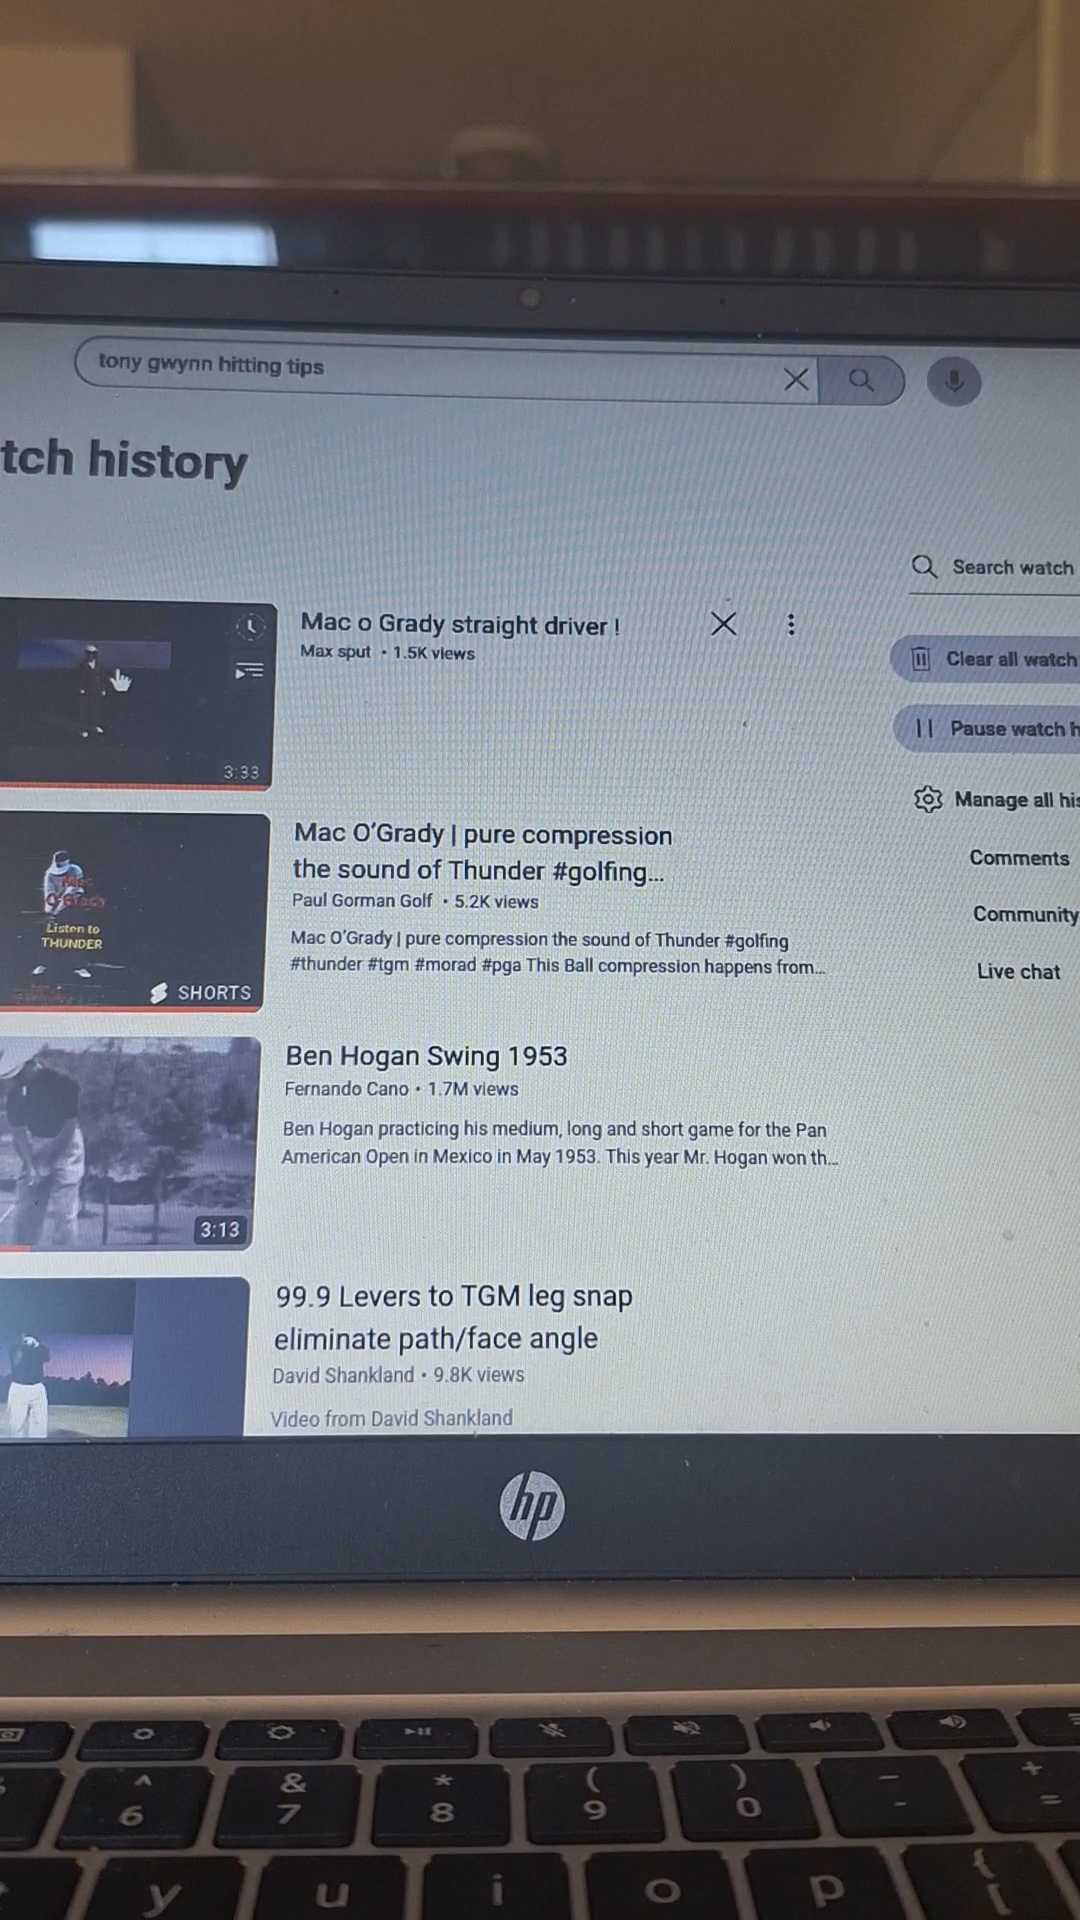 tony gwynn hitting tips
tch history
Search watch
Mac o Grady straight driver !
Max sput • 1.5K views
3:33
Clear all watch
Pause watch h
Manage all his
Comments
Community
Live chat
Mac O'Grady | pure compression
the sound of Thunder #golfing...
Paul Gorman Golf • 5.2K views
Mac O'Grady | pure compression the sound of Thunder #golfing
#thunder #tgm #morad #pga This Ball compression happens from...
Mac
O'Grady
Listen to
THUNDER
SHORTS
Ben Hogan Swing 1953
Fernando Cano • 1.7M views
Ben Hogan practicing his medium, long and short game for the Pan
American Open in Mexico in May 1953. This year Mr. Hogan won th...
3:13
99.9 Levers to TGM leg snap
eliminate path/face angle
David Shankland • 9.8K views
Video from David Shankland
hp
^ & * ( ) _ +
6 7 8 9 0 - =
y u i o p { [